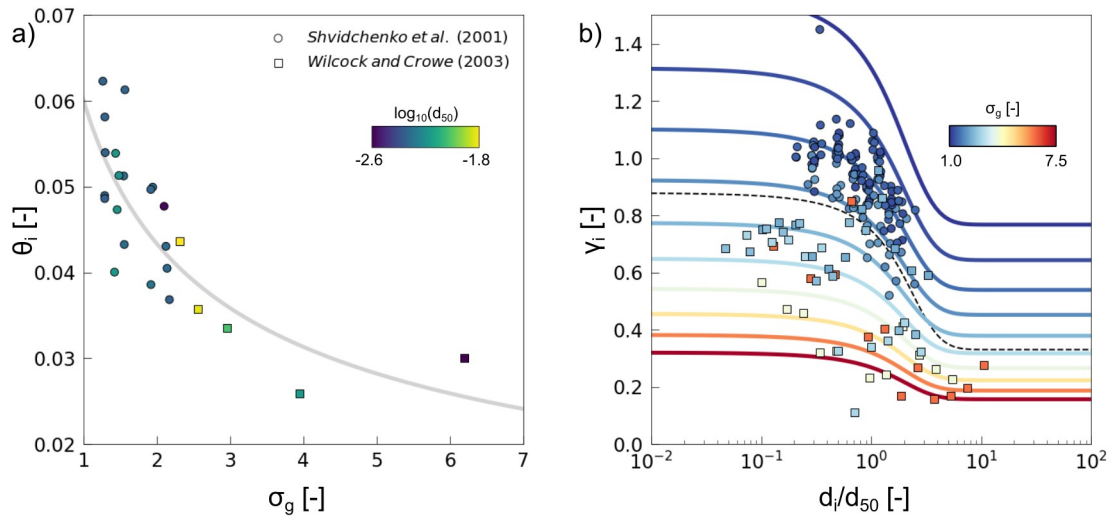 a)
0.07
0.06
0.05
0.04
0.03
0.02
θi [-]
1 2 3 4 5 6 7
σg [-]
Shvidchenko et al. (2001)
Wilcock and Crowe (2003)
log10(d50)
-2.6 -1.8
b)
1.4
1.2
1.0
0.8
0.6
0.4
0.2
0.0
γi [-]
10⁻² 10⁻¹ 10⁰ 10¹ 10²
di/d50 [-]
σg [-]
1.0 7.5